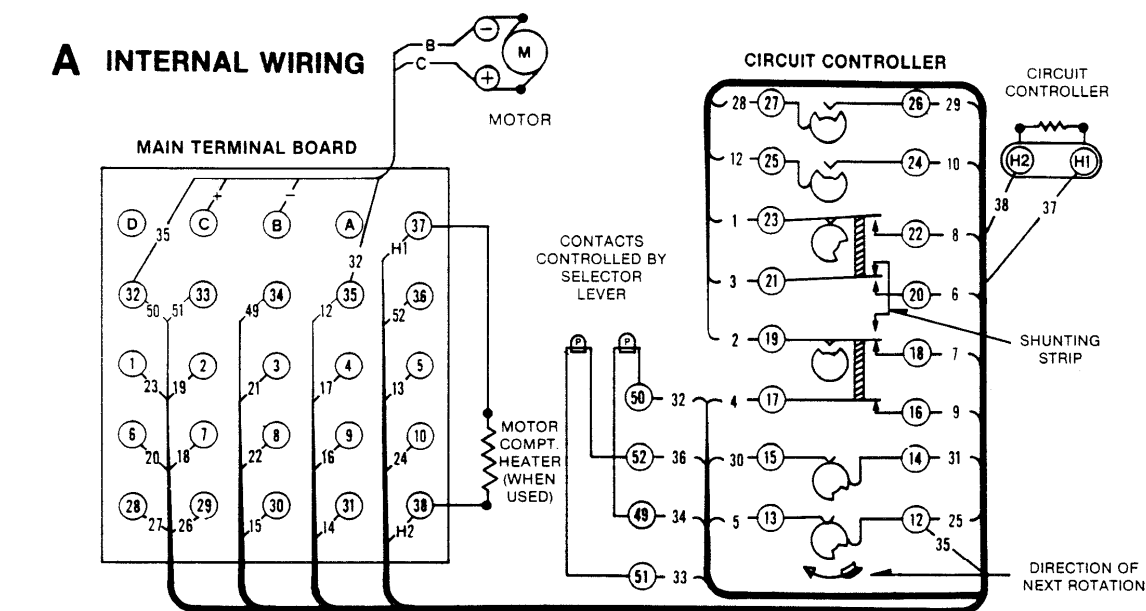 A INTERNAL WIRING
B
C
−
+
M
MOTOR
MAIN TERMINAL BOARD
+
−
D
C
B
A
37
35
H1
32
32
50
51
33
49
34
12
35
52
36
1
23
19
2
21
3
17
4
13
5
6
20
18
7
22
8
16
9
24
10
28
27
26
29
15
30
14
31
H2
38
MOTOR
COMPT.
HEATER
(WHEN
USED)
CONTACTS
CONTROLLED BY
SELECTOR
LEVER
P
P
50 32
52 36
49 34
51 33
CIRCUIT CONTROLLER
28 27 26 29
12 25 24 10
1 23
22 8
3 21
20 6
2 19
18 7
4 17
16 9
30 15 14 31
5 13 12 25
35
CIRCUIT
CONTROLLER
H2 H1
38
37
SHUNTING
STRIP
DIRECTION OF
NEXT ROTATION